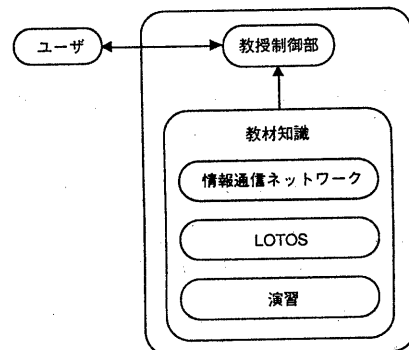 ユーザ
教授制御部
教材知識
情報通信ネットワーク
LOTOS
演習